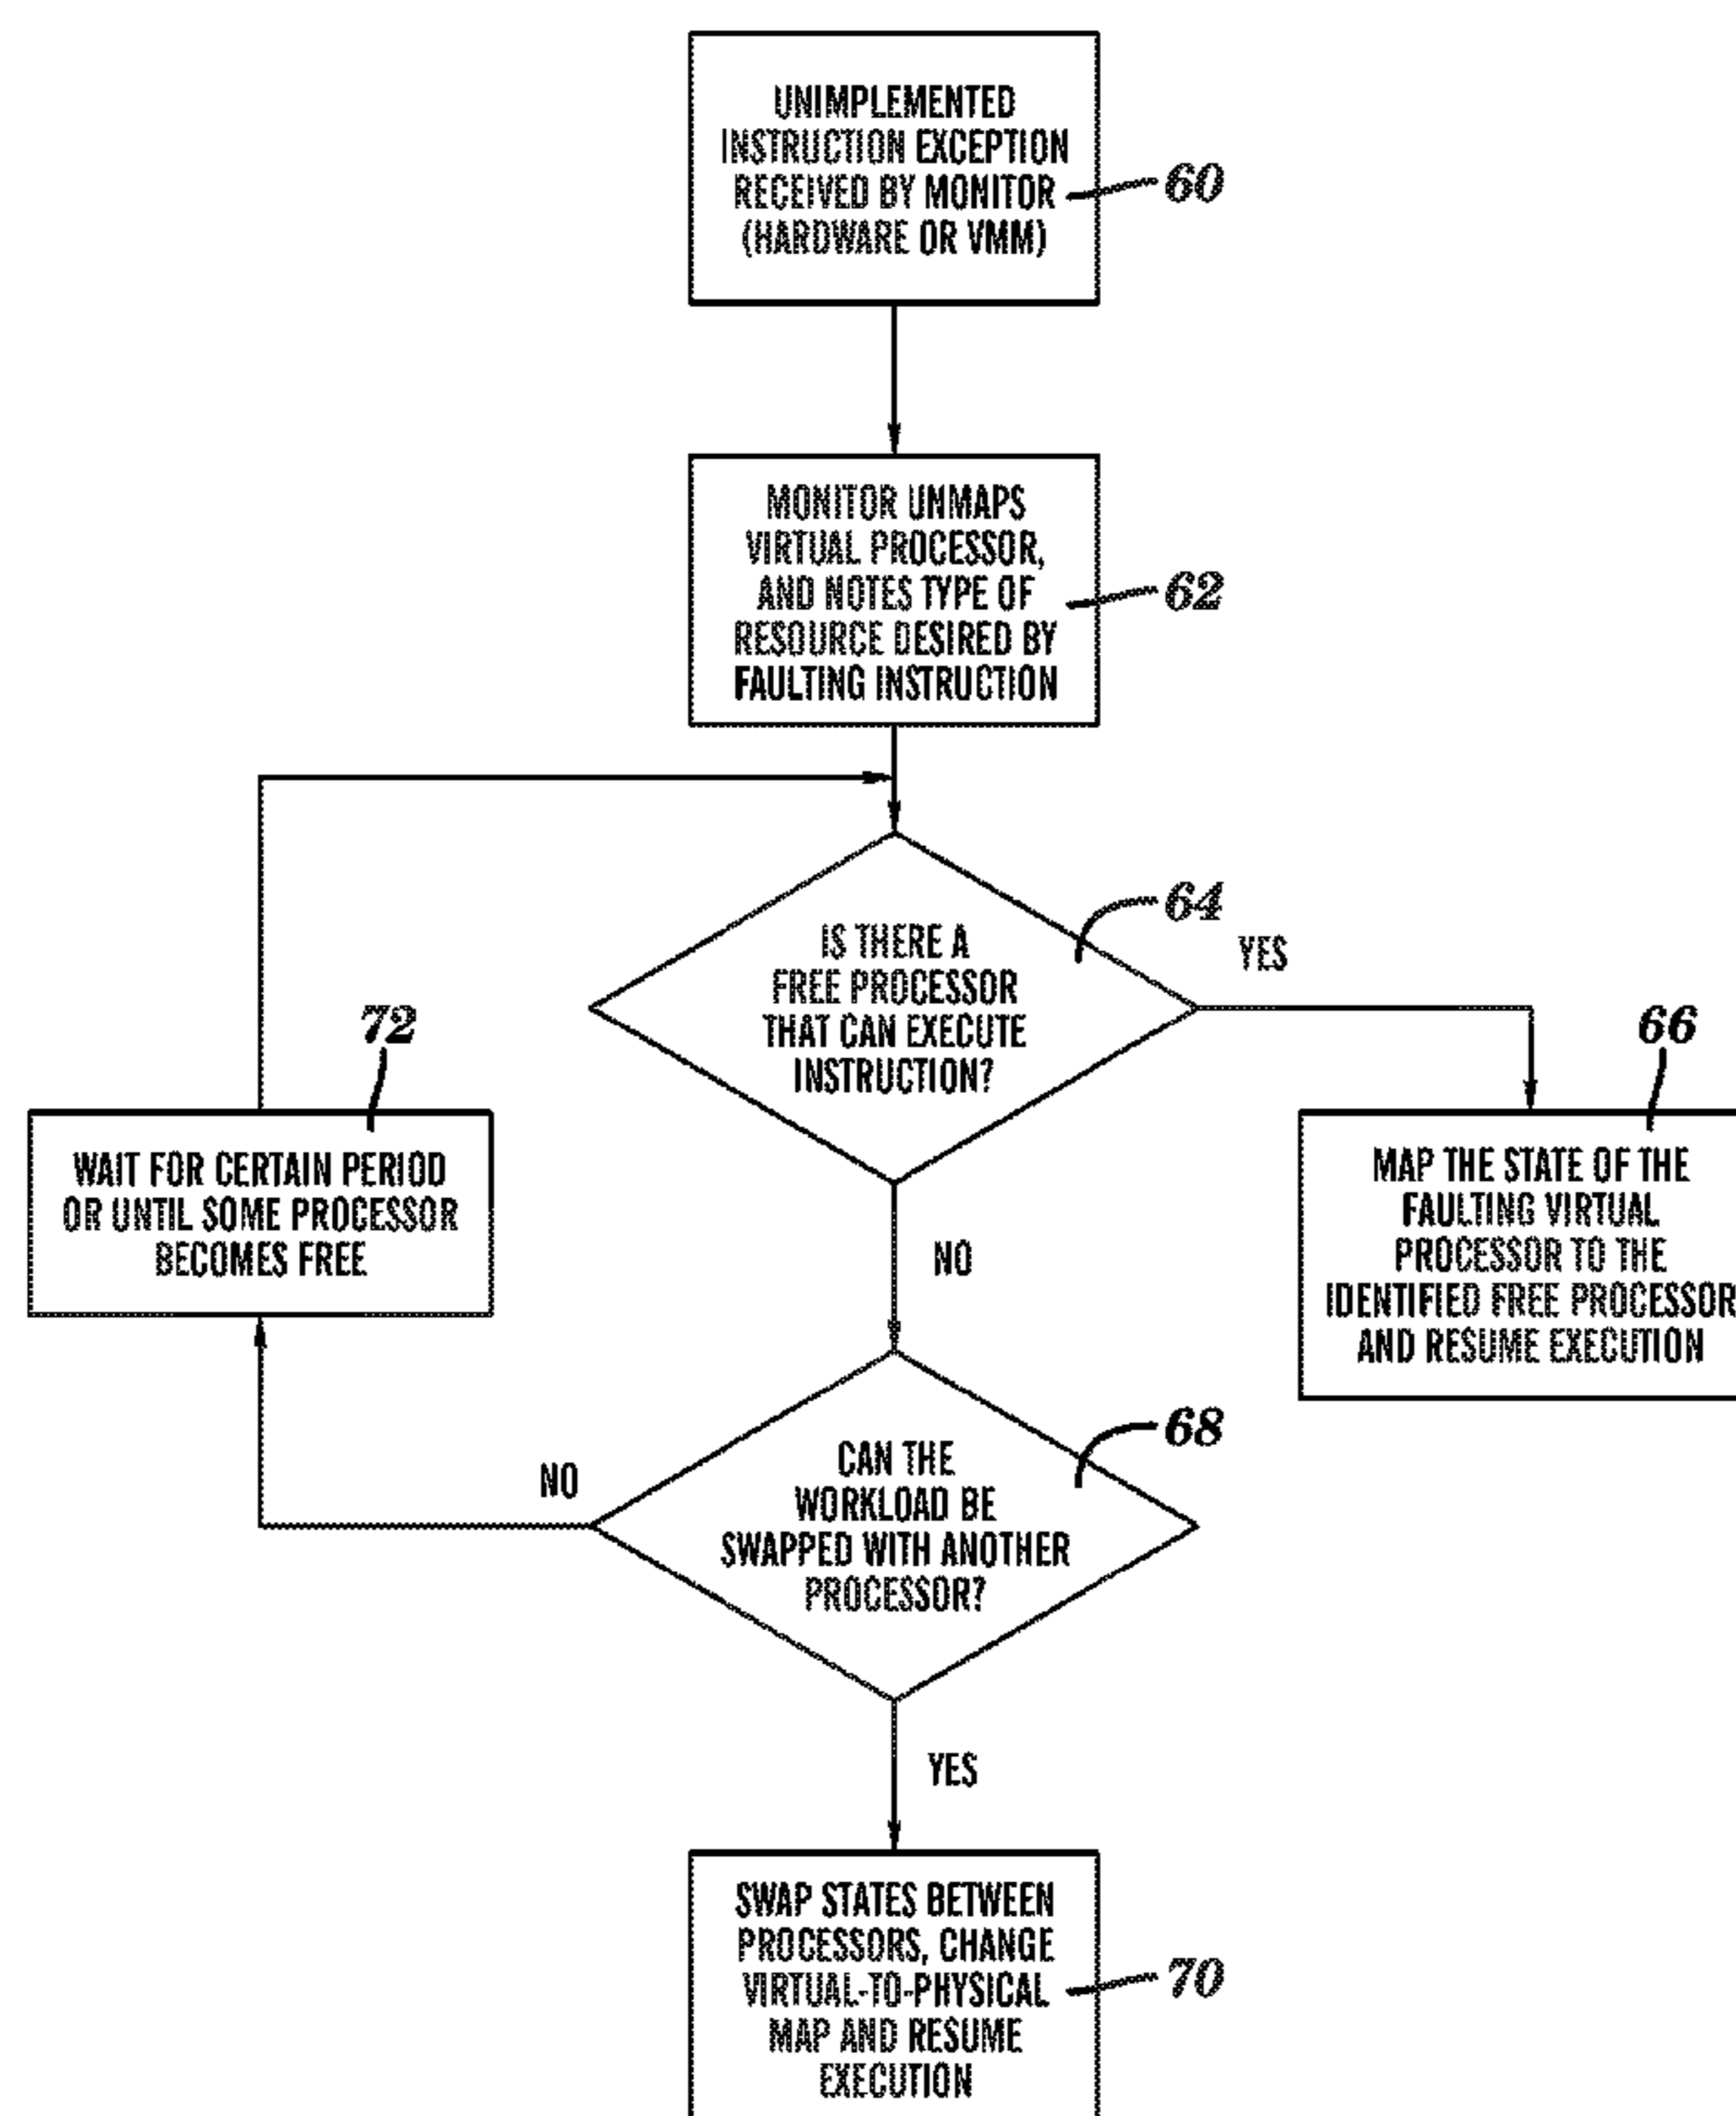 UNIMPLEMENTED
INSTRUCTION EXCEPTION
RECEIVED BY MONITOR
(HARDWARE OR VMM)
60
MONITOR UNMAPS
VIRTUAL PROCESSOR,
AND NOTES TYPE OF
RESOURCE DESIRED BY
FAULTING INSTRUCTION
62
IS THERE A
FREE PROCESSOR
THAT CAN EXECUTE
INSTRUCTION?
64
YES
66
MAP THE STATE OF THE
FAULTING VIRTUAL
PROCESSOR TO THE
IDENTIFIED FREE PROCESSOR
AND RESUME EXECUTION
72
WAIT FOR CERTAIN PERIOD
OR UNTIL SOME PROCESSOR
BECOMES FREE
NO
CAN THE
WORKLOAD BE
SWAPPED WITH ANOTHER
PROCESSOR?
68
NO
YES
SWAP STATES BETWEEN
PROCESSORS, CHANGE
VIRTUAL-TO-PHYSICAL
MAP AND RESUME
EXECUTION
70